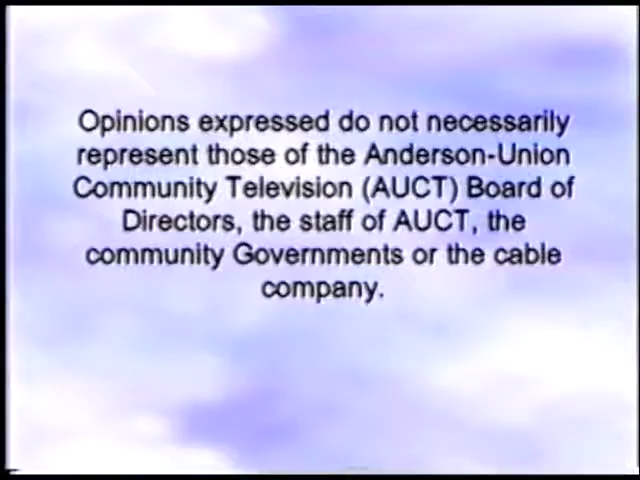 Opinions expressed do not necessarily
represent those of the Anderson-Union
Community Television (AUCT) Board of
Directors, the staff of AUCT, the
community Governments or the cable
company.